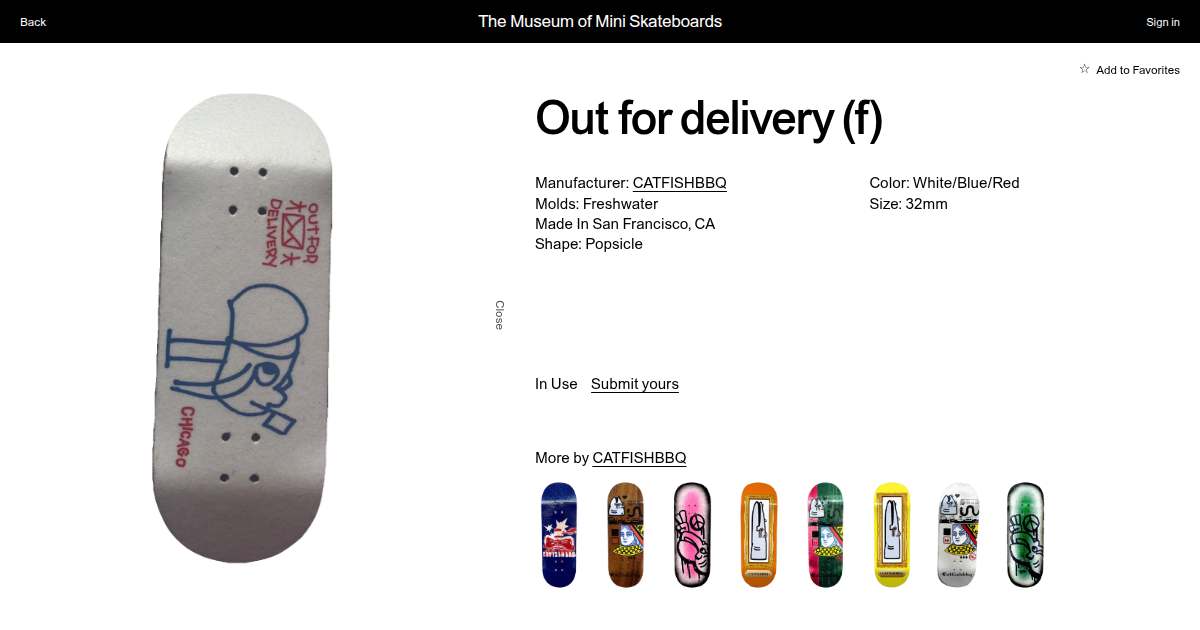 Back
The Museum of Mini Skateboards
Sign in
☆ Add to Favorites
Out for delivery (f)
Manufacturer: CATFISHBBQ
Molds: Freshwater
Made In San Francisco, CA
Shape: Popsicle
Color: White/Blue/Red
Size: 32mm
OUT FOR
DELIVERY
CHICAGO
Close
In Use
Submit yours
More by CATFISHBBQ
Catfishbbq